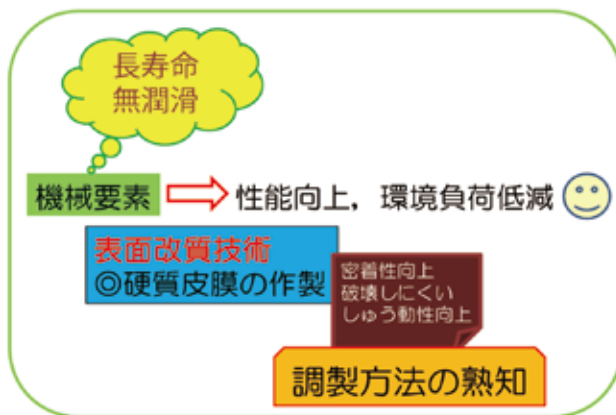 長寿命
無潤滑
機械要素
性能向上，環境負荷低減
表面改質技術
◎硬質皮膜の作製
密着性向上
破壊しにくい
しゅう動性向上
調製方法の熟知